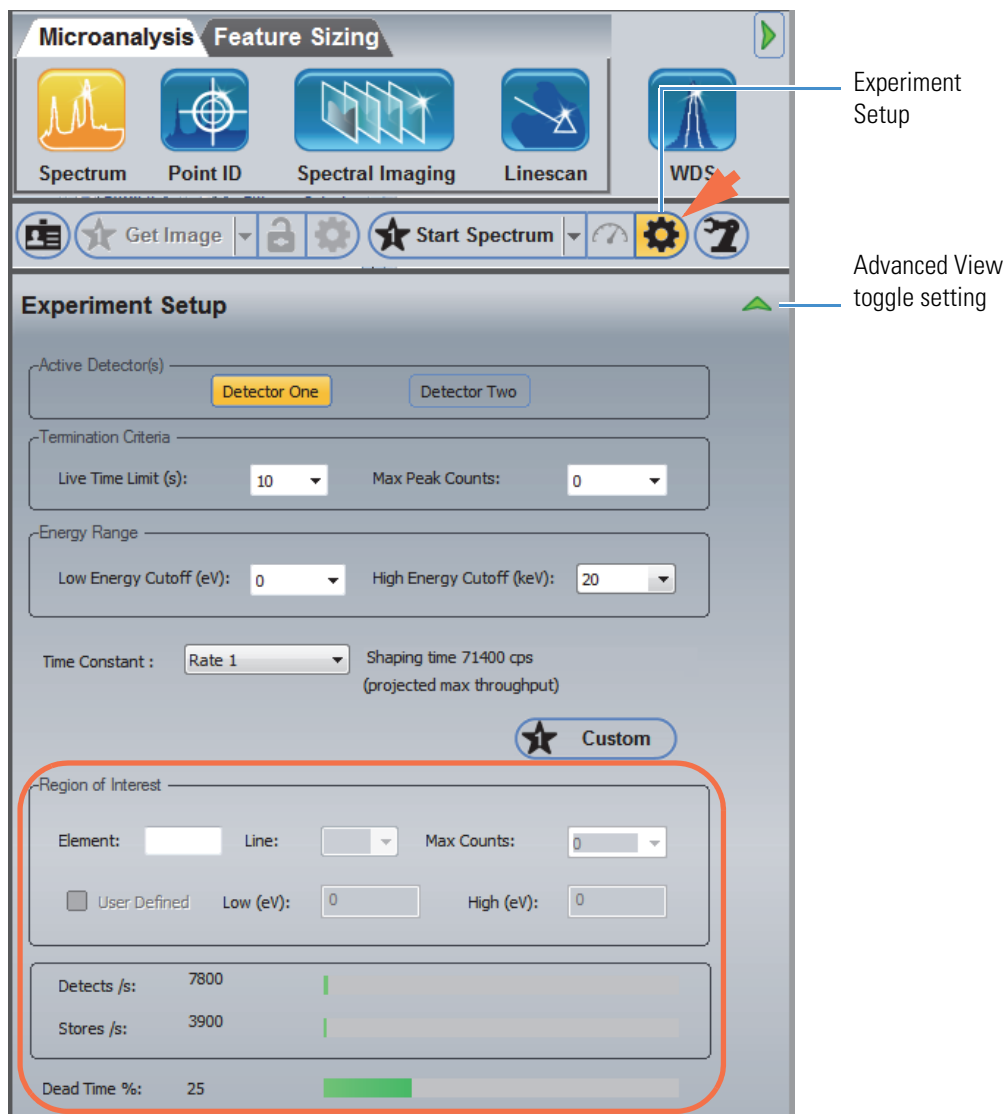 Microanalysis Feature Sizing
Spectrum Point ID Spectral Imaging Linescan WDS
Experiment
Setup
Get Image 1 Start Spectrum
Advanced View
toggle setting
Experiment Setup
Active Detector(s)
Detector One Detector Two
Termination Criteria
Live Time Limit (s): 10 Max Peak Counts: 0
Energy Range
Low Energy Cutoff (eV): 0 High Energy Cutoff (keV): 20
Time Constant : Rate 1 Shaping time 71400 cps
(projected max throughput)
1 Custom
Region of Interest
Element: Line: Max Counts: 0
User Defined Low (eV): 0 High (eV): 0
Detects /s: 7800
Stores /s: 3900
Dead Time %: 25